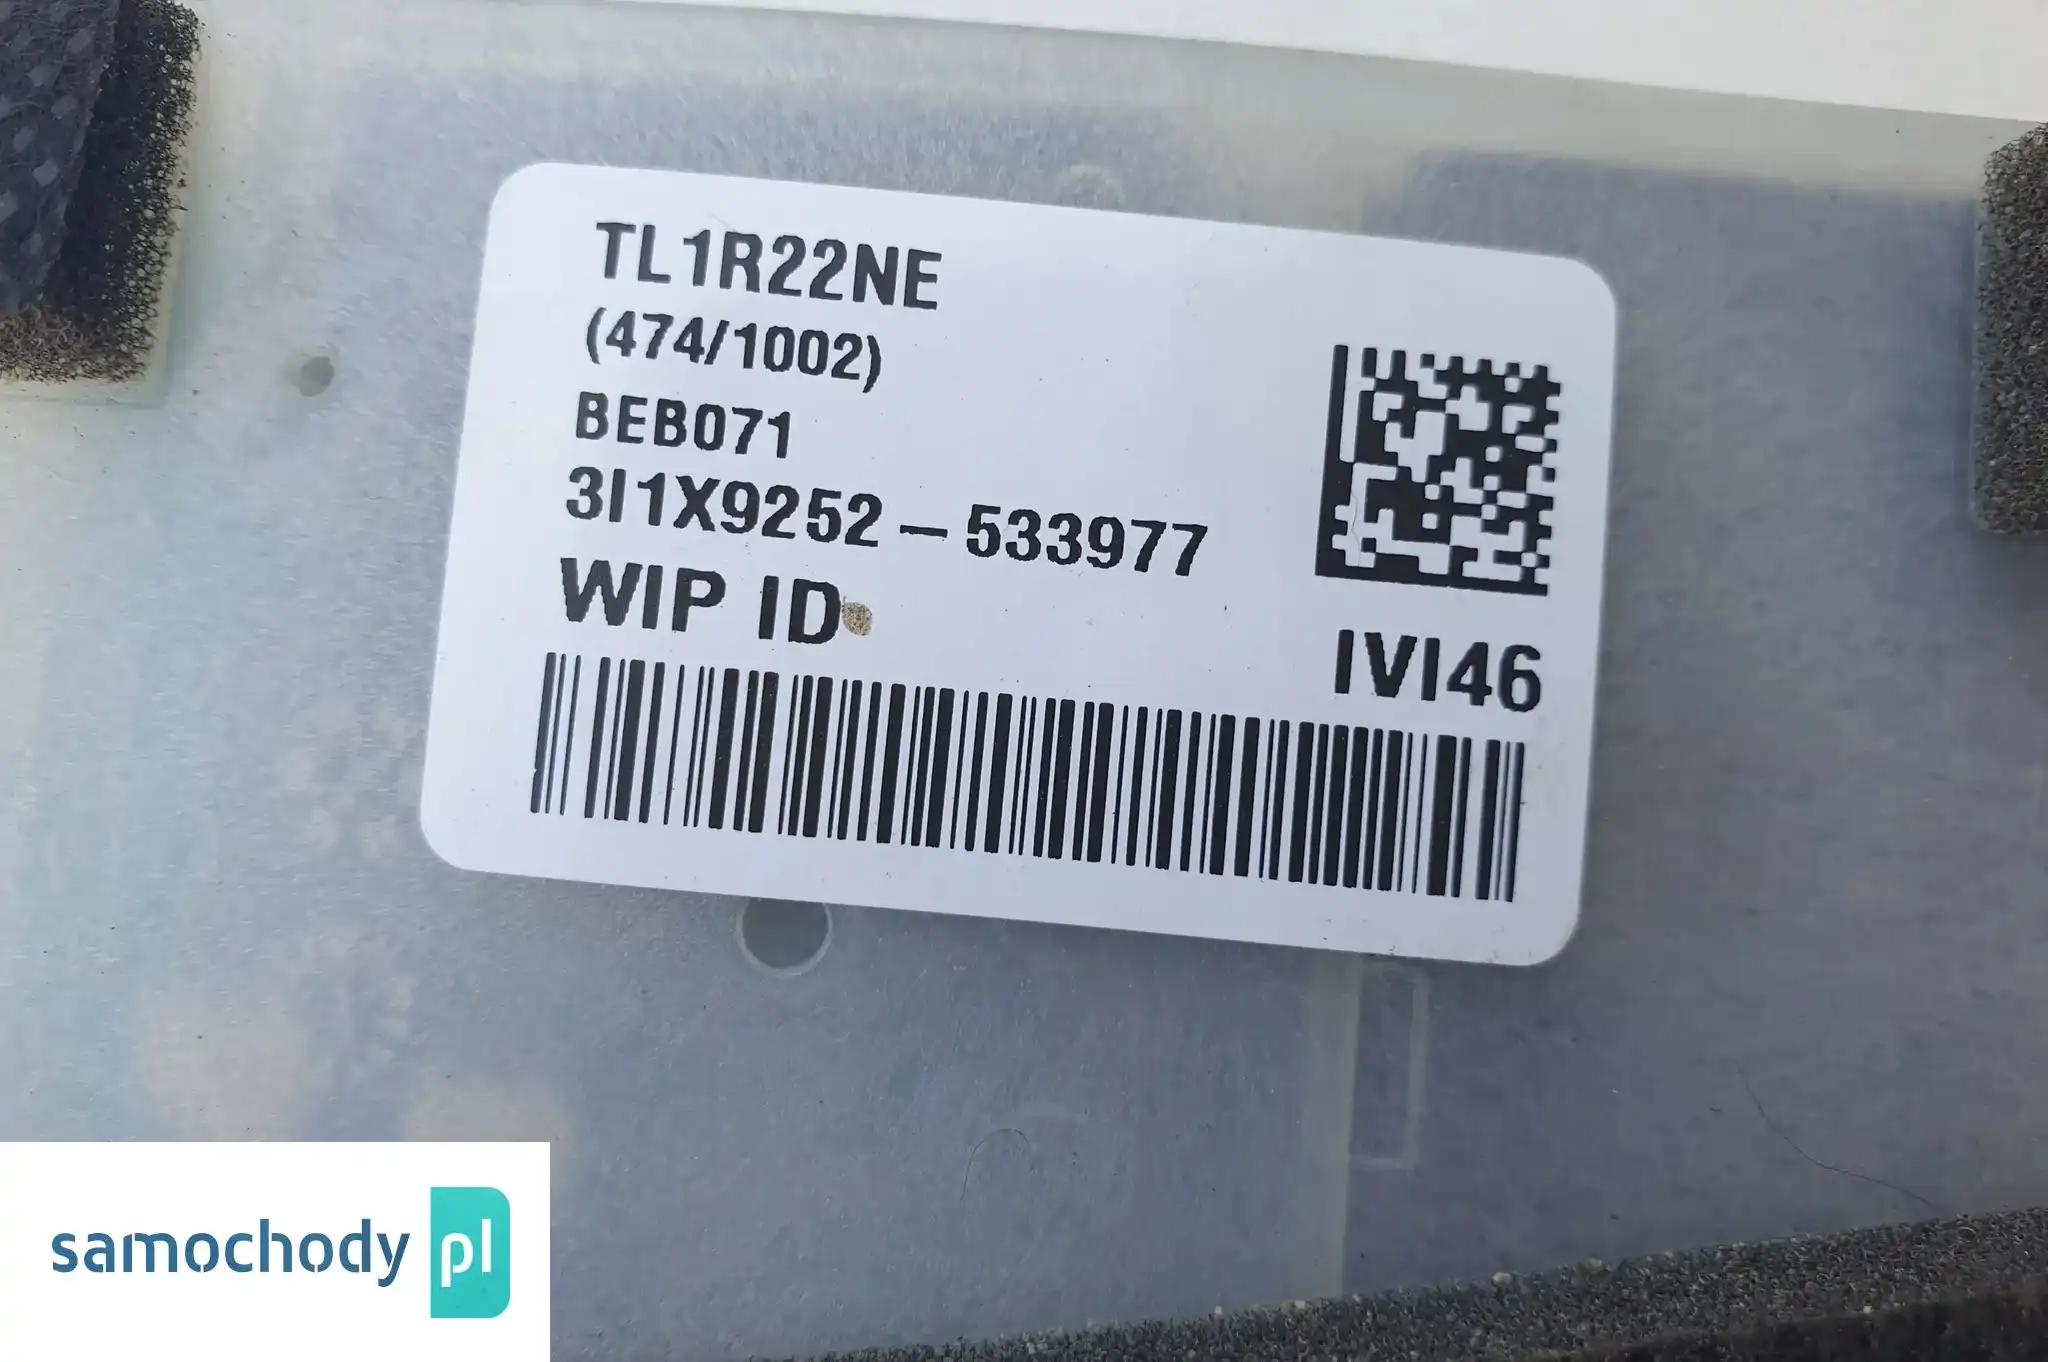 TL1R22NE
(474/1002)
BEB071
3I1X9252-533977
WIP ID
IVI46
samochody pl